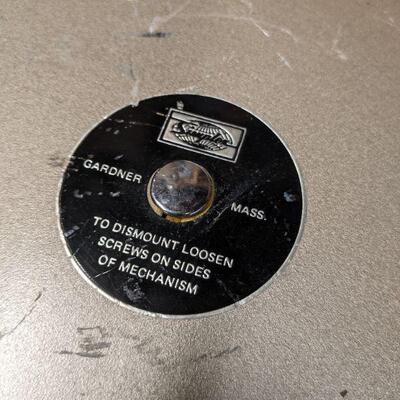 GARDNER MASS.
TO DISMOUNT LOOSEN
SCREWS ON SIDES
OF MECHANISM